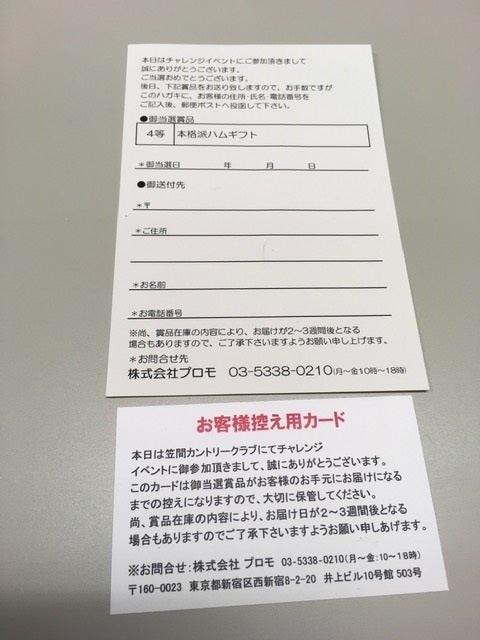 本日はチャレンジイベントにご参加頂きまして
誠にありがとうございます。
ご当選おめでとうございます。
後日、下記賞品をお送り致しますので、お手数ですが
このハガキに、お客様の住所・氏名・電話番号を
ご記入後、郵便ポストへ投函して下さい。
●御当選賞品
4等 本格派ハムギフト
*御当選日 年 月 日
●御送付先
*〒
*ご住所
*お名前
*お電話番号
※尚、賞品在庫の内容により、お届けが2~3週間後となる
場合もありますので、ご了承下さいますようお願い申し上げます。
*お問合せ先
株式会社プロモ 03-5338-0210(月~金10時~18時)
お客様控え用カード
本日は笠間カントリークラブにてチャレンジ
イベントに御参加頂きまして、誠にありがとうございます。
このカードは御当選賞品がお客様のお手元にお届けになる
までの控えになりますので、大切に保管してください。
尚、賞品在庫の内容により、お届け日が2~3週間後となる
場合もありますのでご了承下さいますようお願い申しあげます。
※お問合せ:株式会社 プロモ 03-5338-0210(月~金:10~18時)
〒160-0023 東京都新宿区西新宿8-2-20 井上ビル10号館 503号